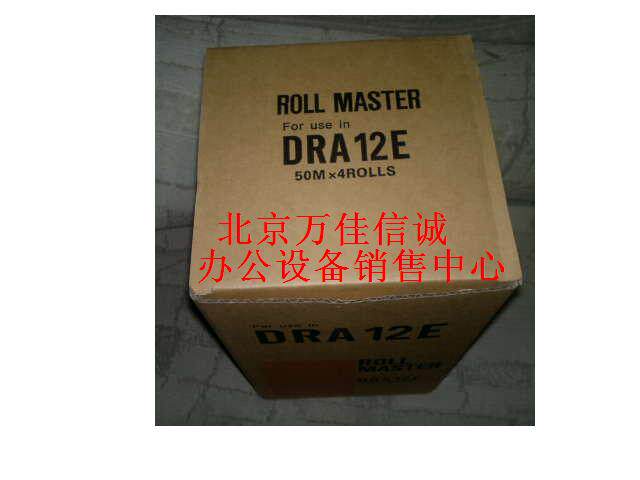 ROLL MASTER
For use in
DRA12E
50M×4ROLLS
北京万佳信诚
办公设备销售中心
For use in
DRA12E
ROLL
MASTER
DRA12E